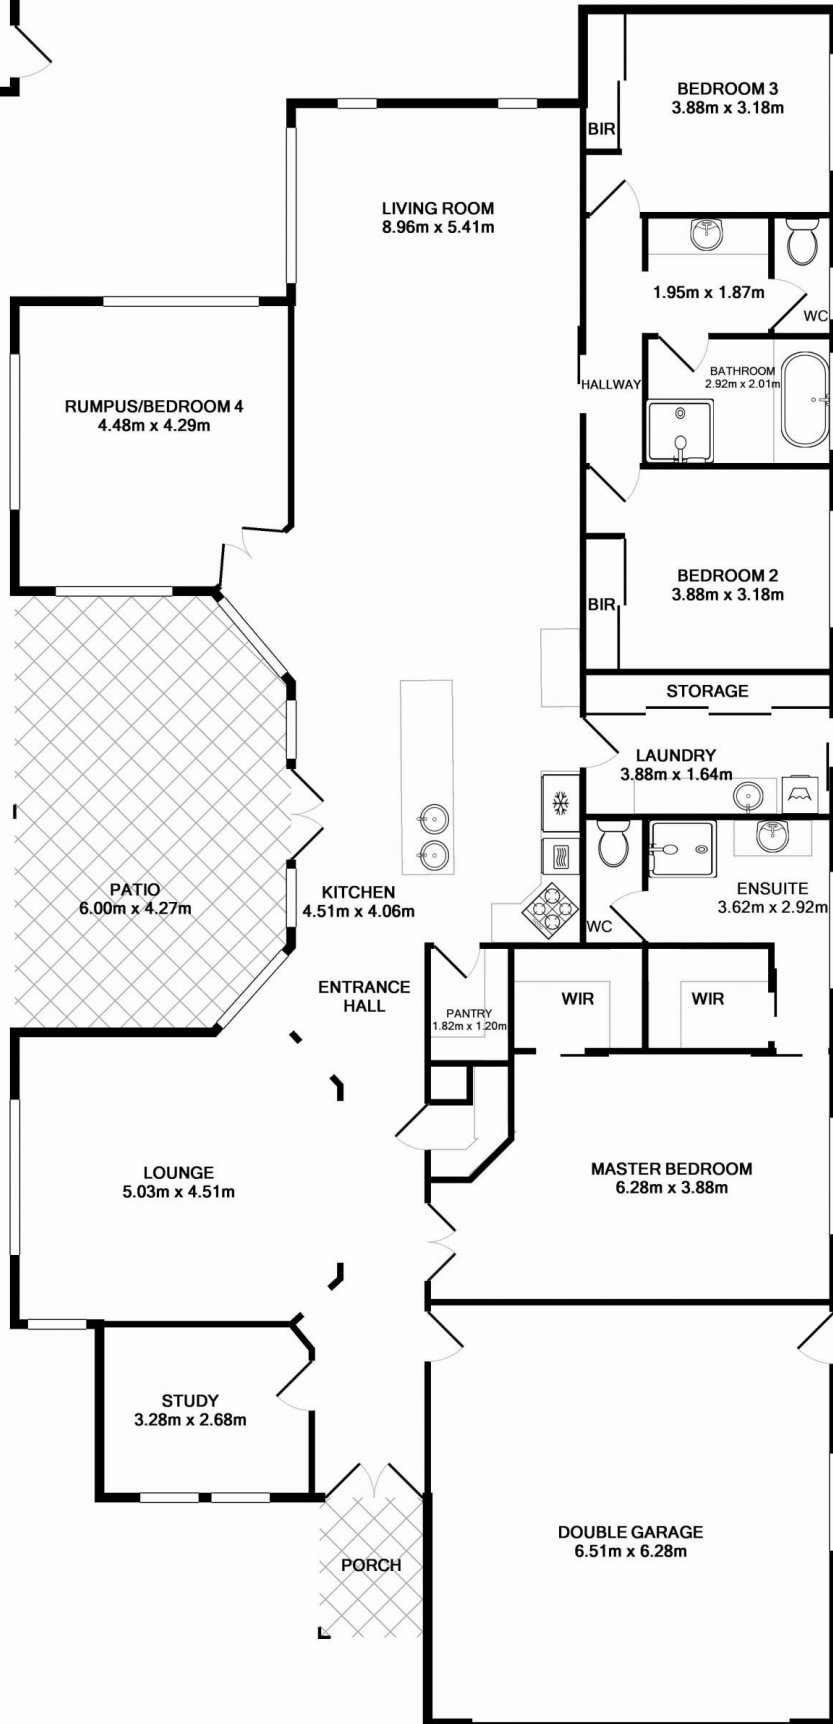 BEDROOM 3
3.88m x 3.18m
BIR
LIVING ROOM
8.96m x 5.41m
1.95m x 1.87m
WC
HALLWAY
BATHROOM
2.92m x 2.01m
RUMPUS/BEDROOM 4
4.48m x 4.29m
BEDROOM 2
3.88m x 3.18m
BIR
STORAGE
LAUNDRY
3.88m x 1.64m
PATIO
6.00m x 4.27m
KITCHEN
4.51m x 4.06m
ENSUITE
3.62m x 2.92m
WC
ENTRANCE
HALL
PANTRY
1.82m x 1.20m
WIR
WIR
LOUNGE
5.03m x 4.51m
MASTER BEDROOM
6.28m x 3.88m
STUDY
3.28m x 2.68m
PORCH
DOUBLE GARAGE
6.51m x 6.28m